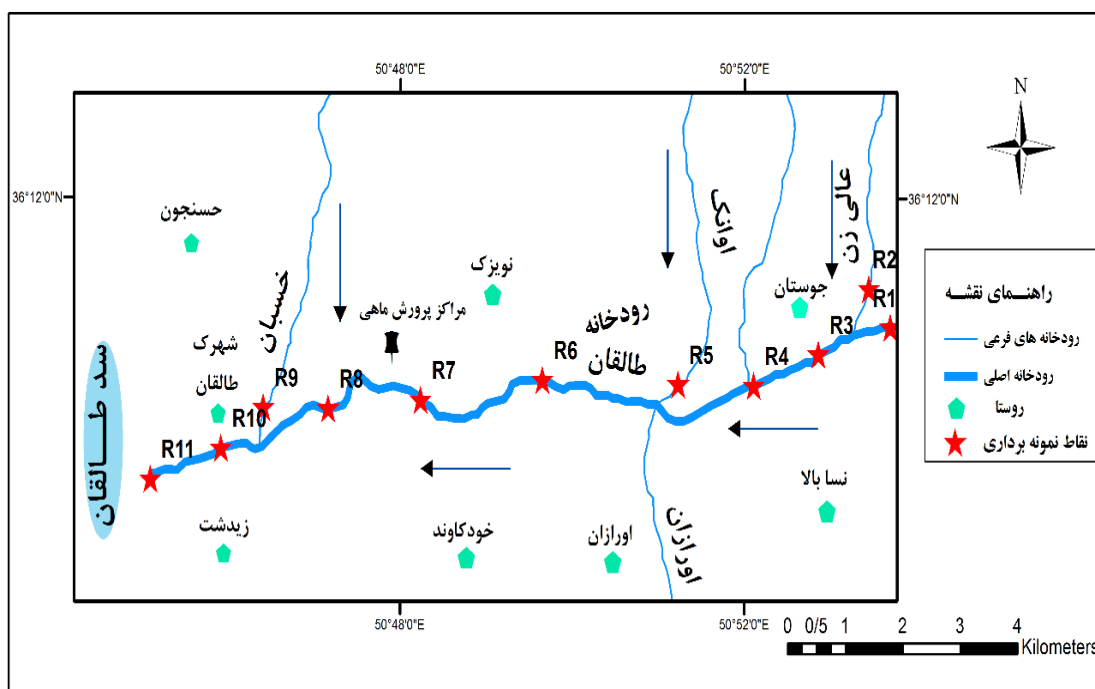 50°48'0"E
50°52'0"E
N
36°12'0"N
36°12'0"N
عالی زن
اوانک
حسنجون
R2
نویزک
جوستان
R1
خسبان
مراکز پرورش ماهی
رودخانه
طالقان
R3
شهرک
طالقان
R6
R5
R4
R7
R9
R8
سد طالقان
R10
R11
نسا بالا
زیدشت
خودکاوند
اورازان
اورازان
50°48'0"E
50°52'0"E
راهنمای نقشه
رودخانه های فرعی
رودخانه اصلی
روستا
نقاط نمونه برداری
0 0/5 1 2 3 4
Kilometers